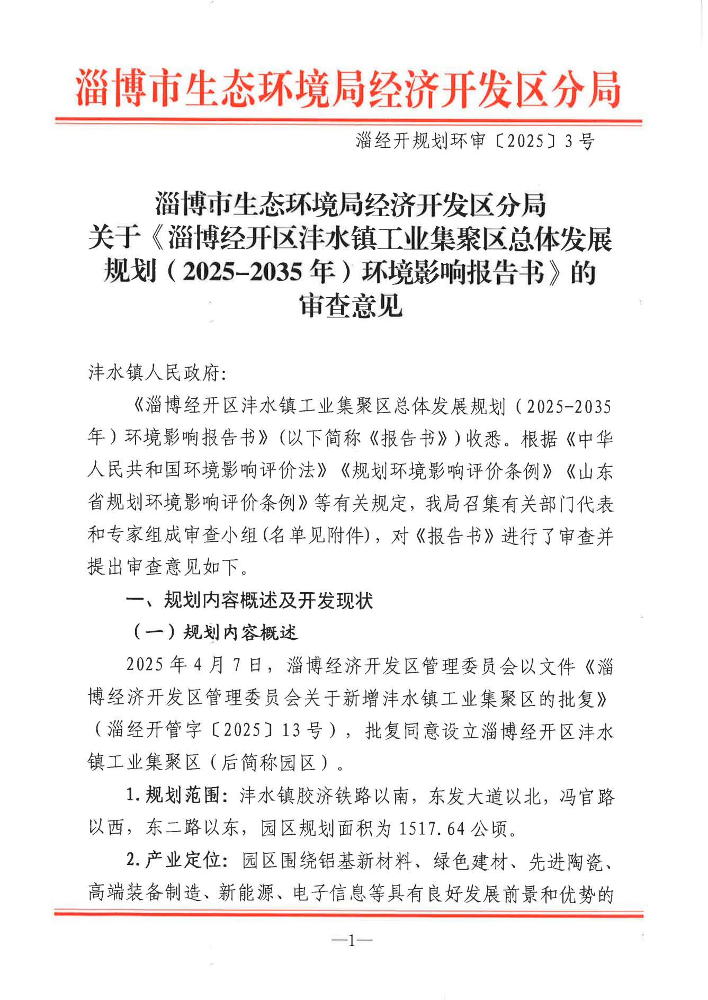 淄博市生态环境局经济开发区分局
淄经开规划环审〔2025〕3号
淄博市生态环境局经济开发区分局
关于《淄博经开区沣水镇工业集聚区总体发展
规划（2025-2035年）环境影响报告书》的
审查意见
沣水镇人民政府：
《淄博经开区沣水镇工业集聚区总体发展规划（2025-2035
年）环境影响报告书》(以下简称《报告书》)收悉。根据《中华
人民共和国环境影响评价法》《规划环境影响评价条例》《山东
省规划环境影响评价条例》等有关规定，我局召集有关部门代表
和专家组成审查小组(名单见附件)，对《报告书》进行了审查并
提出审查意见如下。
一、规划内容概述及开发现状
（一）规划内容概述
2025年4月7日，淄博经济开发区管理委员会以文件《淄
博经济开发区管理委员会关于新增沣水镇工业集聚区的批复》
（淄经开管字〔2025〕13号），批复同意设立淄博经开区沣水
镇工业集聚区（后简称园区）。
1.规划范围：沣水镇胶济铁路以南，东发大道以北，冯官路
以西，东二路以东，园区规划面积为1517.64公顷。
2.产业定位：园区围绕铝基新材料、绿色建材、先进陶瓷、
高端装备制造、新能源、电子信息等具有良好发展前景和优势的
—1—